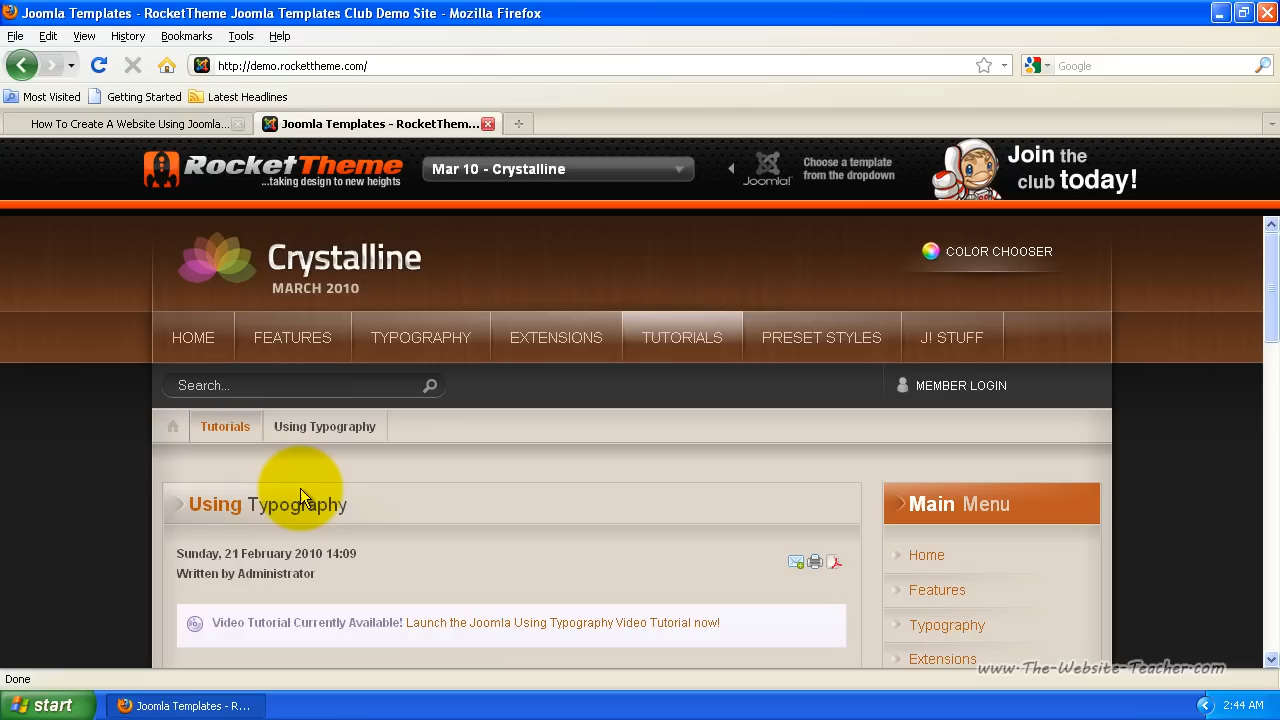 Joomla Templates - RocketTheme Joomla Templates Club Demo Site - Mozilla Firefox
File Edit View History Bookmarks Tools Help
http://demo.rockettheme.com/
Google
Most Visited Getting Started Latest Headlines
How To Create A Website Using Joomla...
Joomla Templates - RocketThem...
RocketTheme
...taking design to new heights
Mar 10 - Crystalline
Joomla!
Choose a template
from the dropdown
Join the
club today!
Crystalline
MARCH 2010
COLOR CHOOSER
HOME FEATURES TYPOGRAPHY EXTENSIONS TUTORIALS PRESET STYLES J! STUFF
Search...
MEMBER LOGIN
Tutorials Using Typography
Using Typography
Sunday, 21 February 2010 14:09
Written by Administrator
Video Tutorial Currently Available! Launch the Joomla Using Typography Video Tutorial now!
Main Menu
Home
Features
Typography
Extensions
www.The-Website-Teacher.com
Done
start
Joomla Templates - R...
2:44 AM